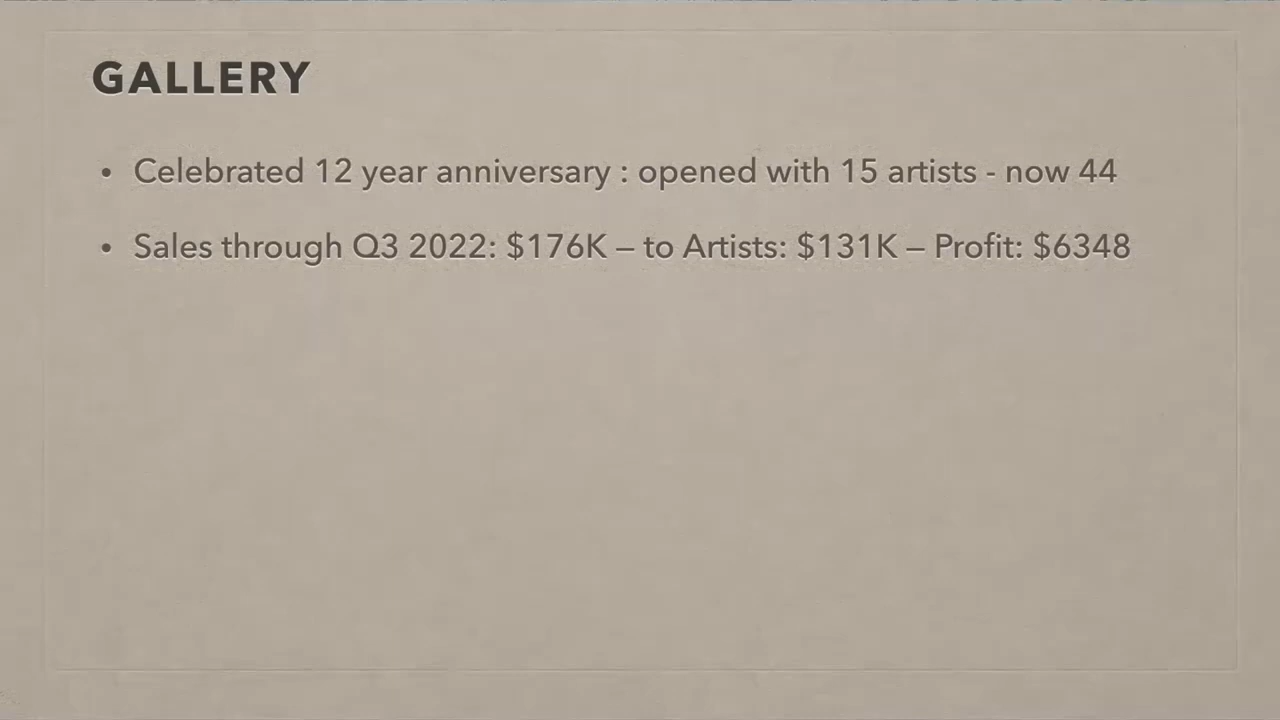 GALLERY
• Celebrated 12 year anniversary : opened with 15 artists - now 44
• Sales through Q3 2022: $176K – to Artists: $131K – Profit: $6348